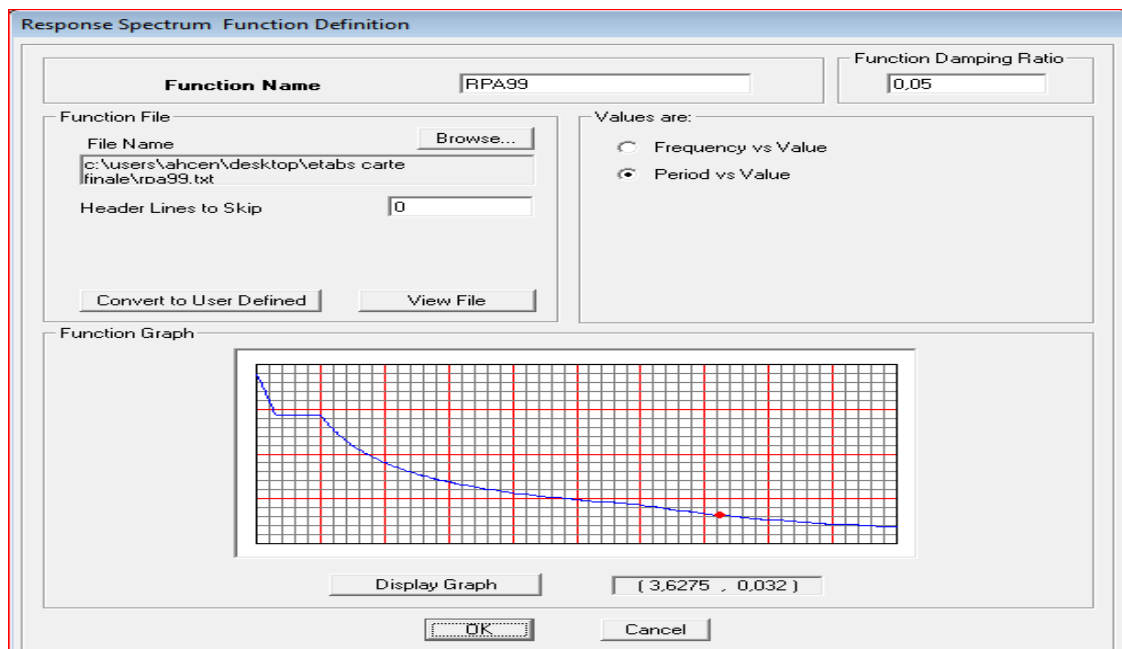 Response Spectrum  Function Definition
Function Name
RPA99
Function Damping Ratio
0,05
Function File
File Name
Browse...
c:\users\ahcen\desktop\etabs carte
finale\rpa99.txt
Header Lines to Skip
0
Convert to User Defined
View File
Values are:
Frequency vs Value
Period vs Value
Function Graph
Display Graph
( 3,6275 , 0,032 )
OK
Cancel